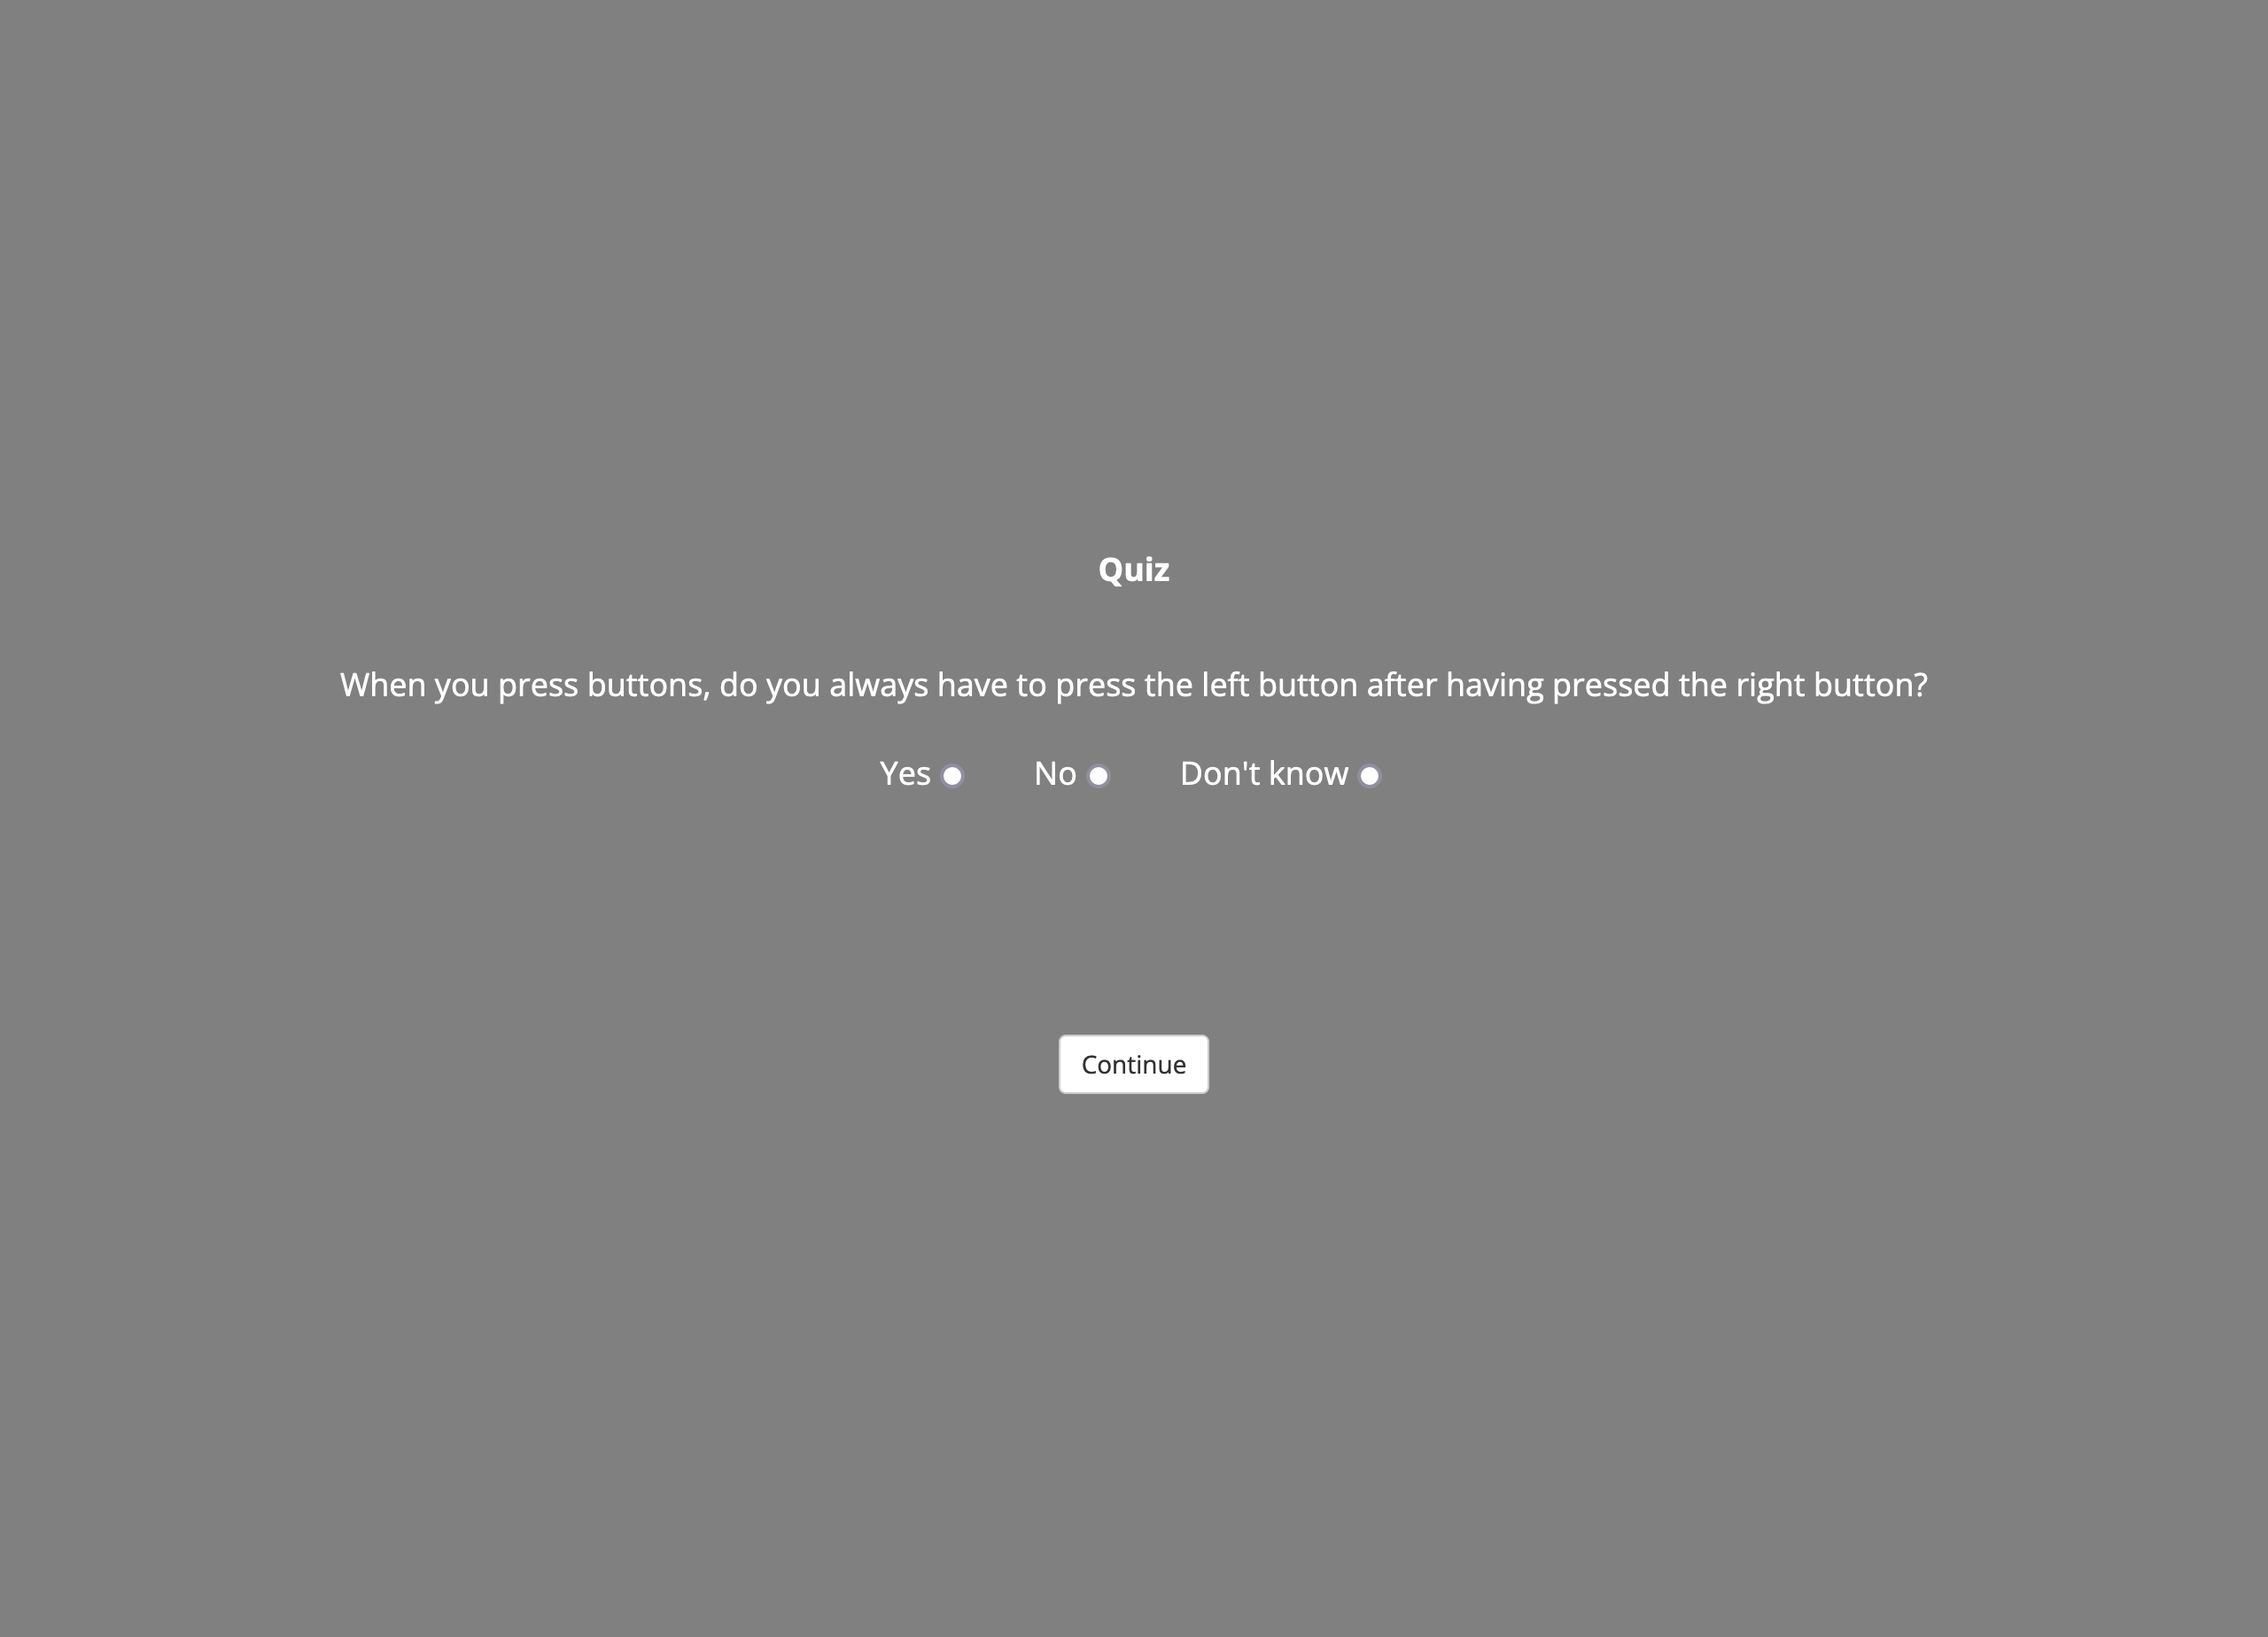 Quiz
When you press buttons, do you always have to press the left button after having pressed the right button?
Yes No Don't know
Continue